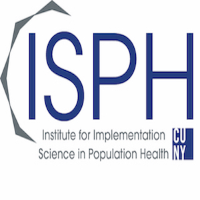 ISPH
Institute for Implementation
Science in Population Health
CU
NY